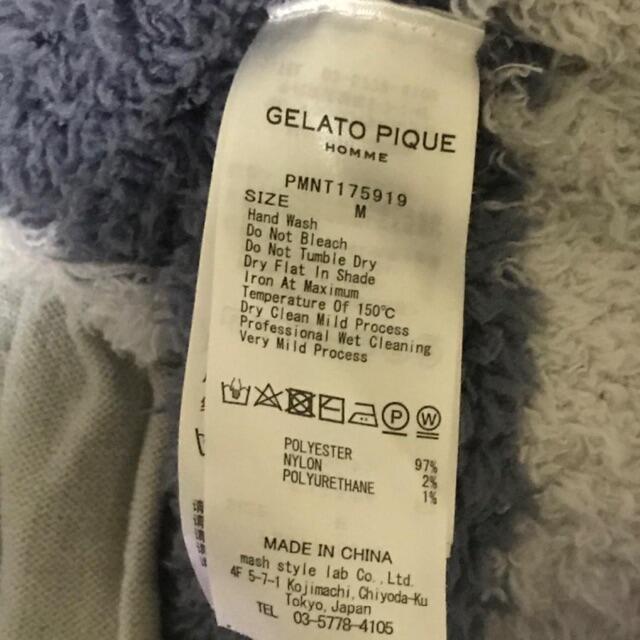 GELATO PIQUE
HOMME
PMNT175919
SIZE M
Hand Wash
Do Not Bleach
Do Not Tumble Dry
Dry Flat In Shade
Iron At Maximum
Temperature Of 150℃
Dry Clean Mild Process
Professional Wet Cleaning
Very Mild Process
P W
POLYESTER 97%
NYLON 2%
POLYURETHANE 1%
MADE IN CHINA
mash style lab Co., Ltd.
4F 5-7-1 Kojimachi, Chiyoda-Ku
Tokyo, Japan
TEL 03-5778-4105